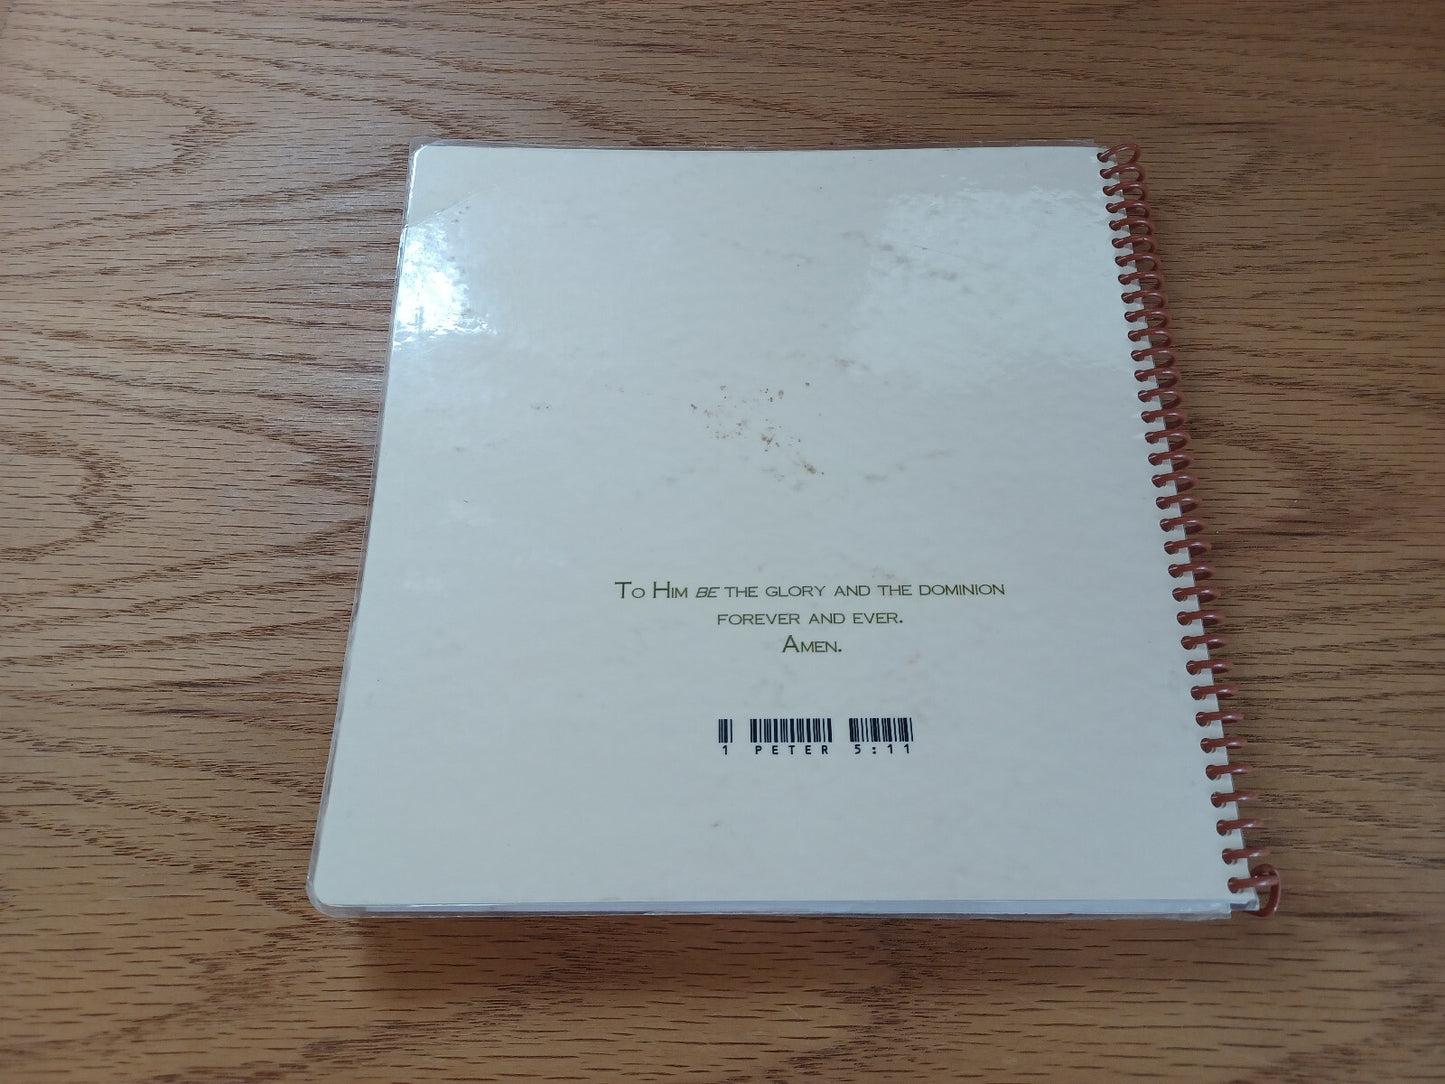 To Him be the glory and the dominion
forever and ever.
Amen.
1 PETER 5:11